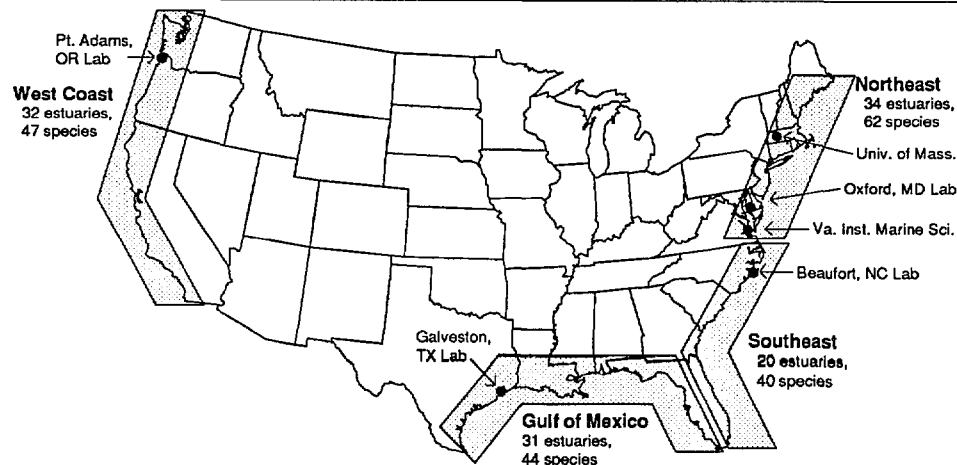 Pt. Adams,
OR Lab
West Coast
32 estuaries,
47 species
Northeast
34 estuaries,
62 species
Univ. of Mass.
Oxford, MD Lab
Va. Inst. Marine Sci.
Beaufort, NC Lab
Galveston,
TX Lab
Southeast
20 estuaries,
40 species
Gulf of Mexico
31 estuaries,
44 species